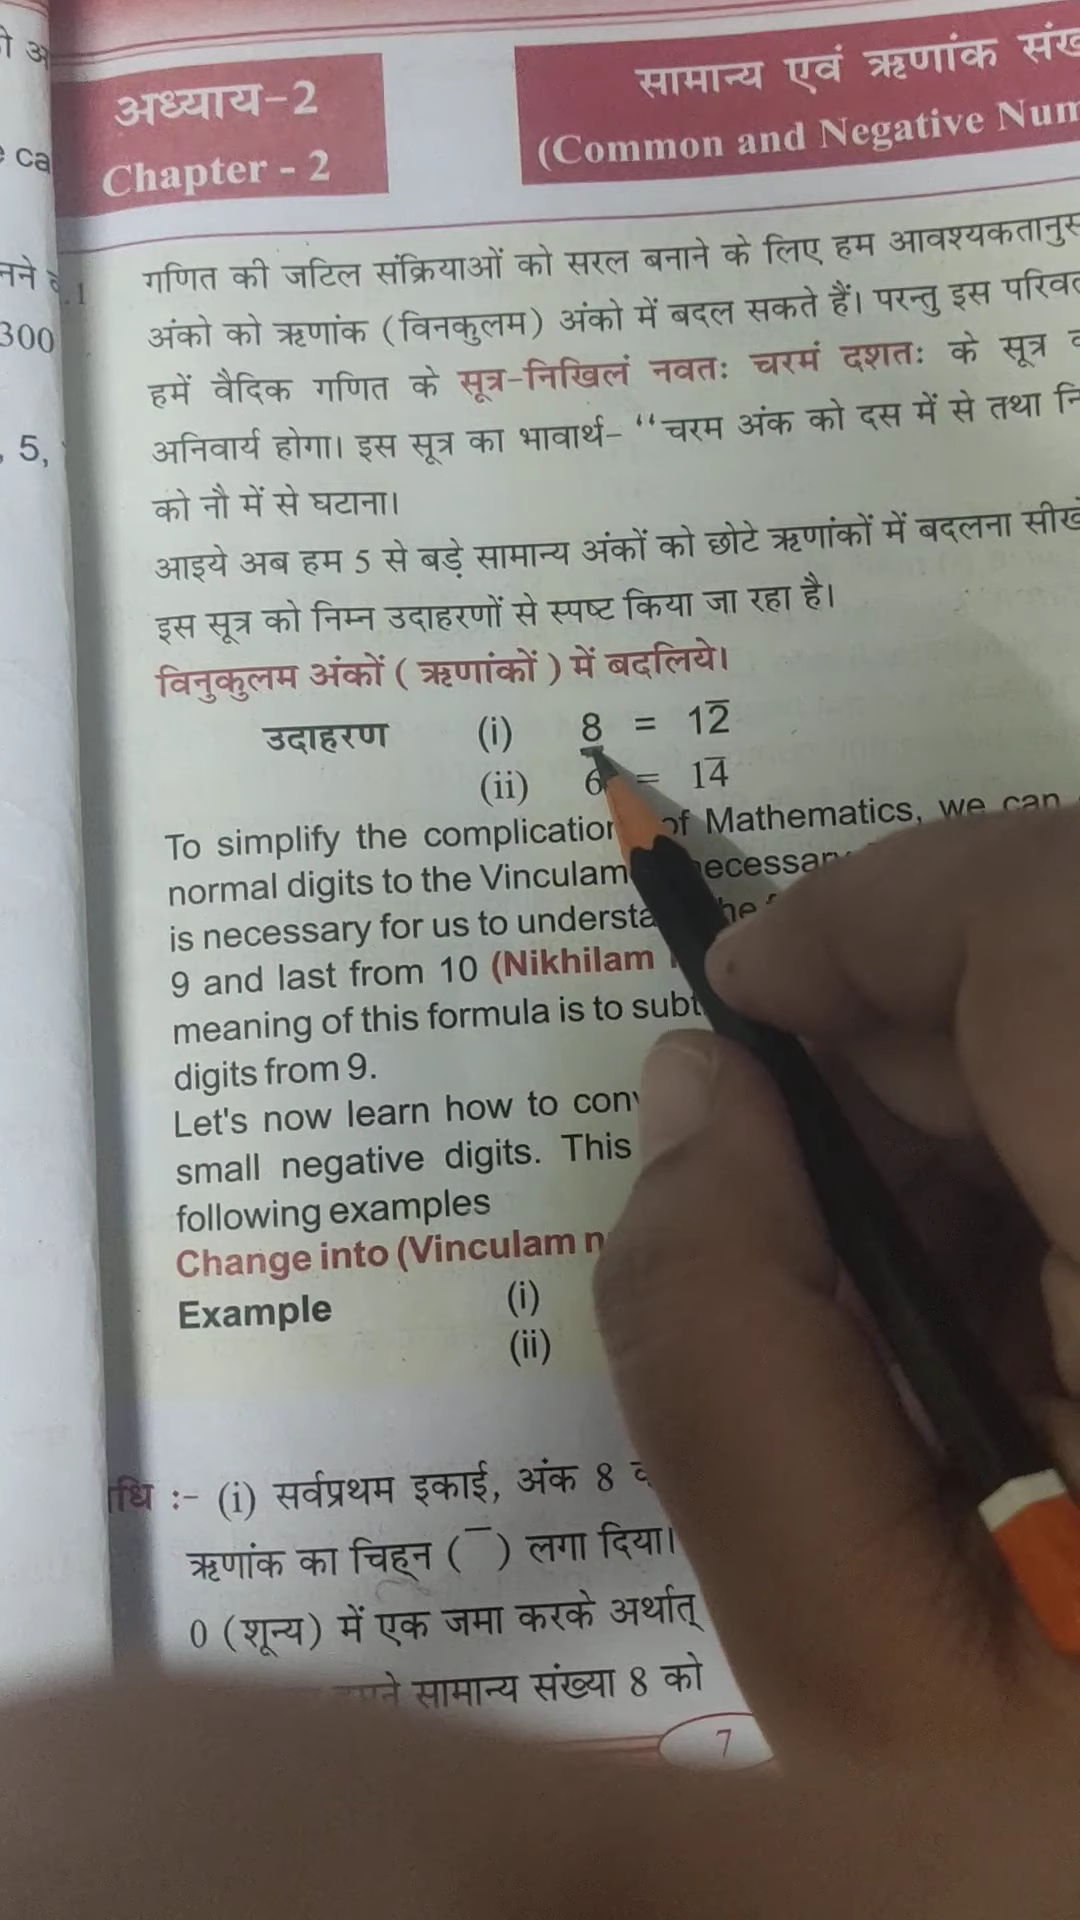 अध्याय-2
Chapter - 2
सामान्य एवं ऋणांक
(Common and Negative
ca
300
5,
.1
गणित की जटिल संक्रियाओं को सरल बनाने के लिए हम
अंको को ऋणांक (विनकुलम) अंको में बदल सकते हैं। परन्तु इस
हमें वैदिक गणित के सूत्र-निखिलं नवतः चरमं दशतः के सूत्र
अनिवार्य होगा। इस सूत्र का भावार्थ- “चरम अंक को दस में से तथा
को नौ में से घटाना।
आइये अब हम 5 से बड़े सामान्य अंकों को छोटे ऋणांकों में बदलना
इस सूत्र को निम्न उदाहरणों से स्पष्ट किया जा रहा है।
विनुकुलम अंकों ( ऋणांकों ) में बदलिये।
उदाहरण (i) 8 = 12̅
(ii) 6 = 14̅
To simplify the of Mathematics, we can
normal digits to the Vinculam
is necessary for us to
9 and last from 10 (Nikhilam
meaning of this formula is to
digits from 9.
Let's now learn how to
small negative digits. This
following examples
Change into (Vinculam
Example (i)
(ii)
:- (i) सर्वप्रथम इकाई, अंक 8
ऋणांक का चिह्न ( ¯ ) लगा दिया।
0 (शून्य) में एक जमा करके अर्थात्
सामान्य संख्या 8 को
7